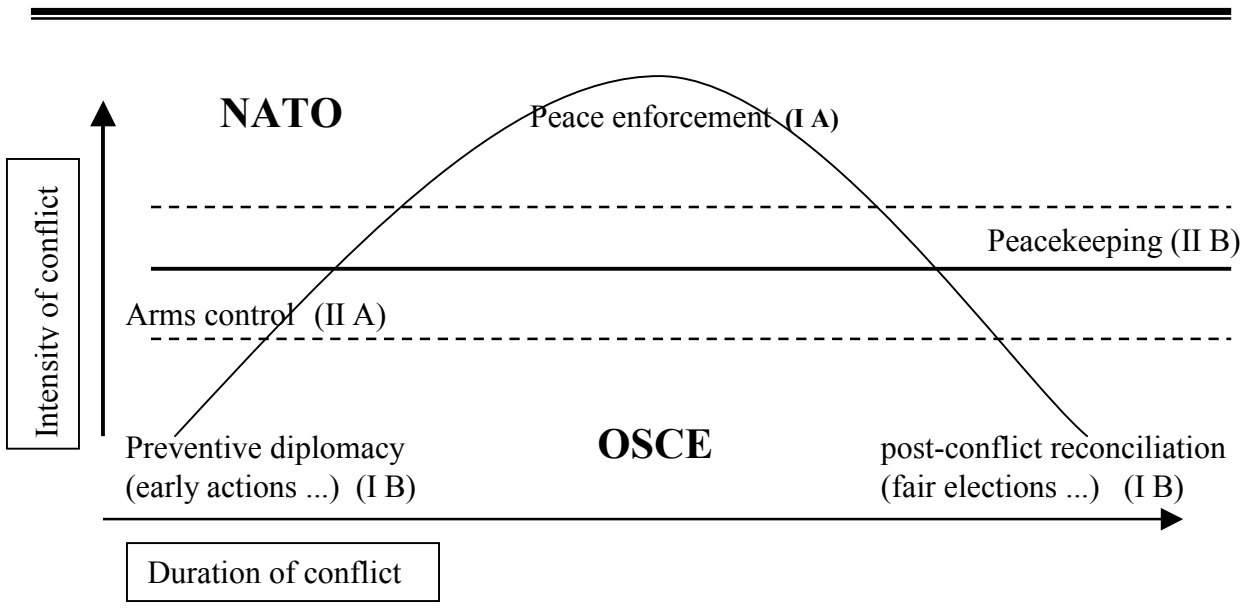 NATO
Peace enforcement (I A)
Intensity of conflict
Peacekeeping (II B)
Arms control (II A)
Preventive diplomacy
(early actions ...) (I B)
OSCE
post-conflict reconciliation
(fair elections ...) (I B)
Duration of conflict